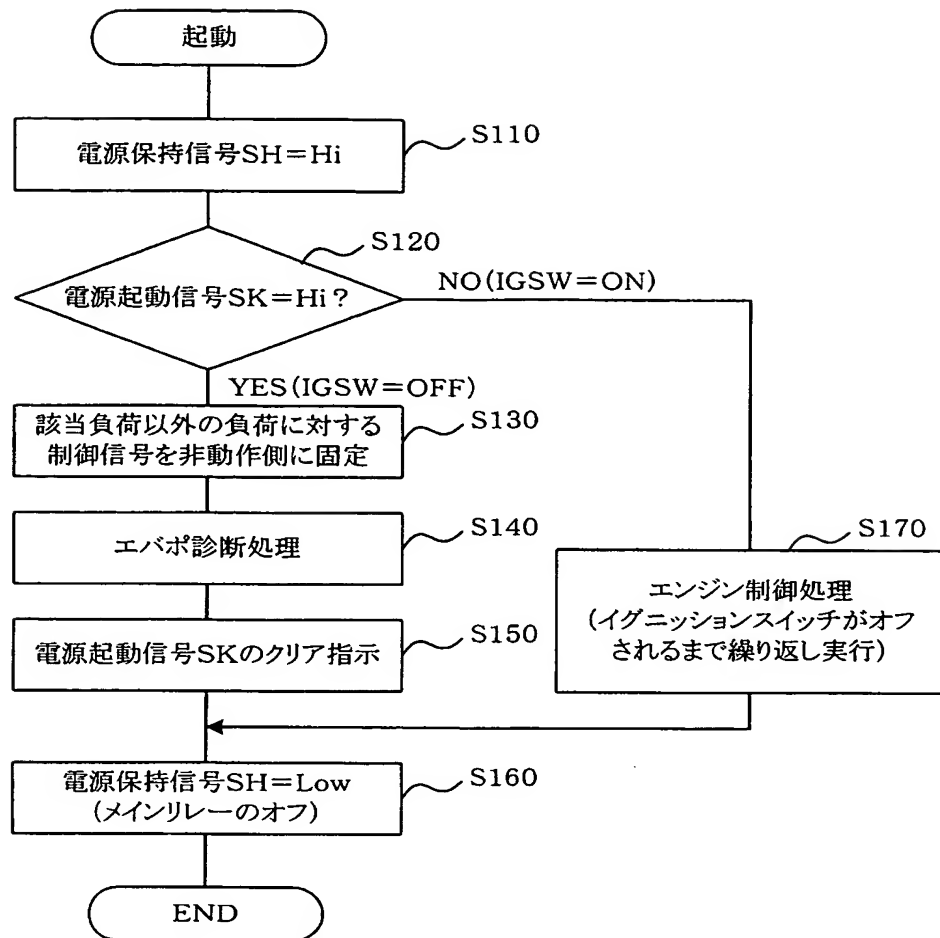 起動
電源保持信号SH=Hi
S110
S120
電源起動信号SK=Hi?
NO(IGSW=ON)
YES(IGSW=OFF)
該当負荷以外の負荷に対する
制御信号を非動作側に固定
S130
エバポ診断処理
S140
S170
エンジン制御処理
(イグニッションスイッチがオフ
されるまで繰り返し実行)
電源起動信号SKのクリア指示
S150
電源保持信号SH=Low
(メインリレーのオフ)
S160
END